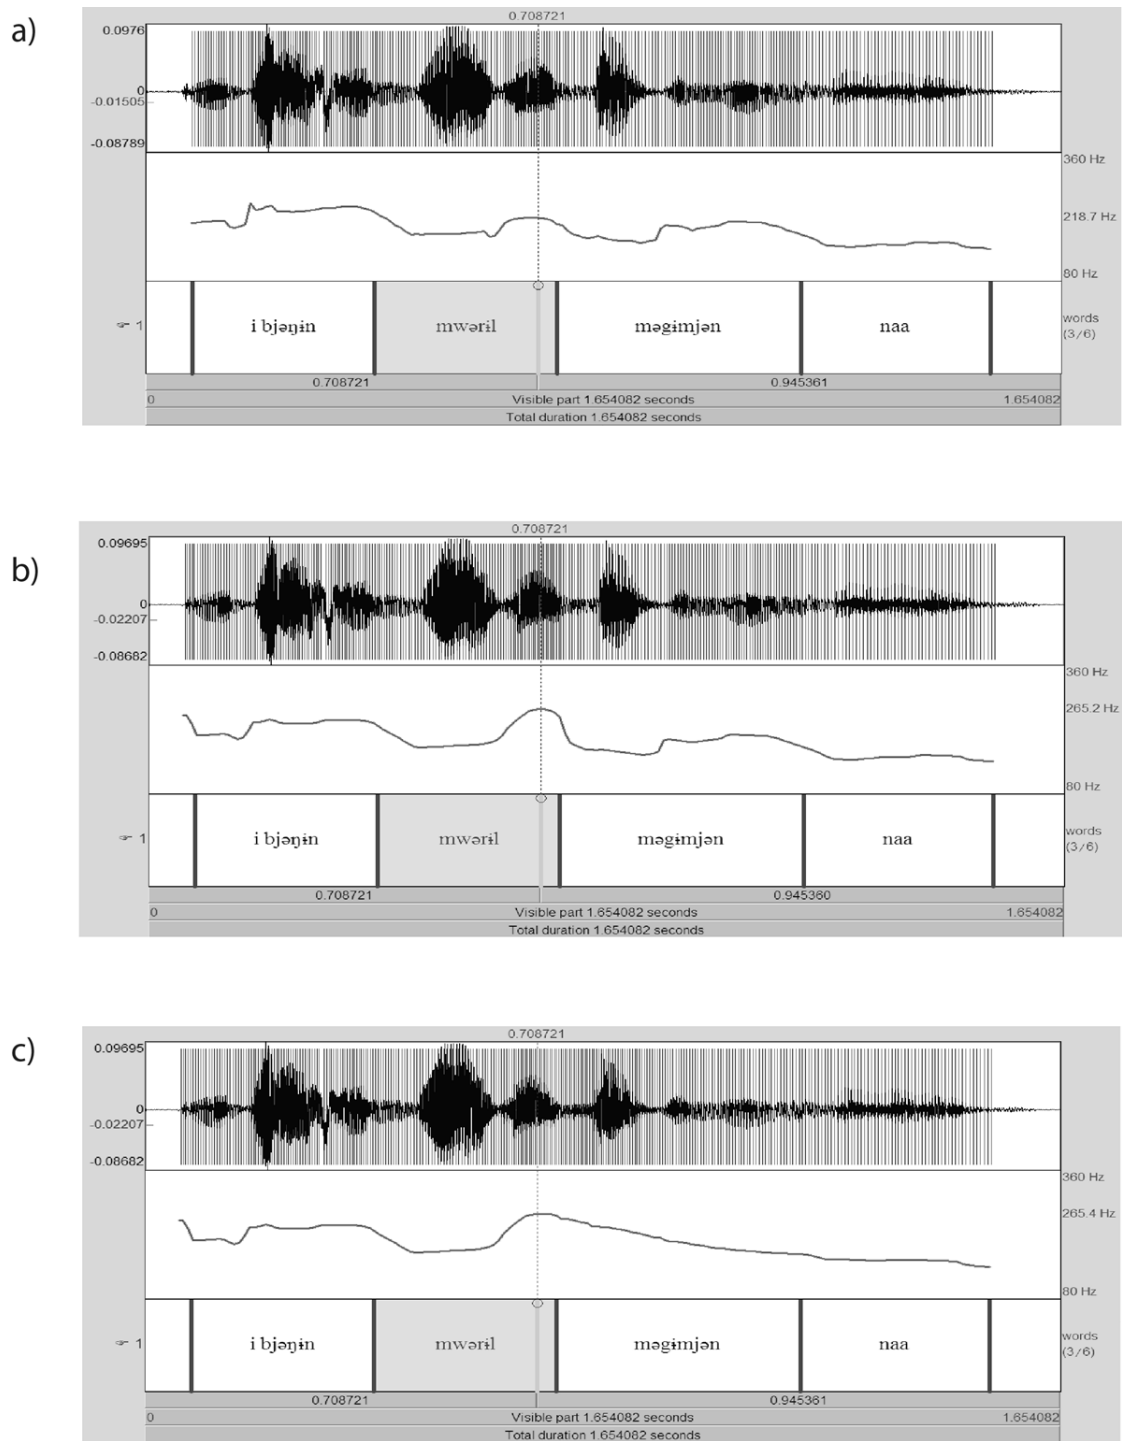 a)
0.708721
0.0976
0
-0.01505
-0.08789
360 Hz
218.7 Hz
80 Hz
1
i bjəŋɨn
mwərɨl
məgɨmjən
naa
words
(3/6)
0.708721
0.945361
0
Visible part 1.654082 seconds
1.654082
Total duration 1.654082 seconds
b)
0.708721
0.09695
0
-0.02207
-0.08682
360 Hz
265.2 Hz
80 Hz
1
i bjəŋɨn
mwərɨl
məgɨmjən
naa
words
(3/6)
0.708721
0.945360
0
Visible part 1.654082 seconds
1.654082
Total duration 1.654082 seconds
c)
0.708721
0.09695
0
-0.02207
-0.08682
360 Hz
265.4 Hz
80 Hz
1
i bjəŋɨn
mwərɨl
məgɨmjən
naa
words
(3/6)
0.708721
0.945361
0
Visible part 1.654082 seconds
1.654082
Total duration 1.654082 seconds